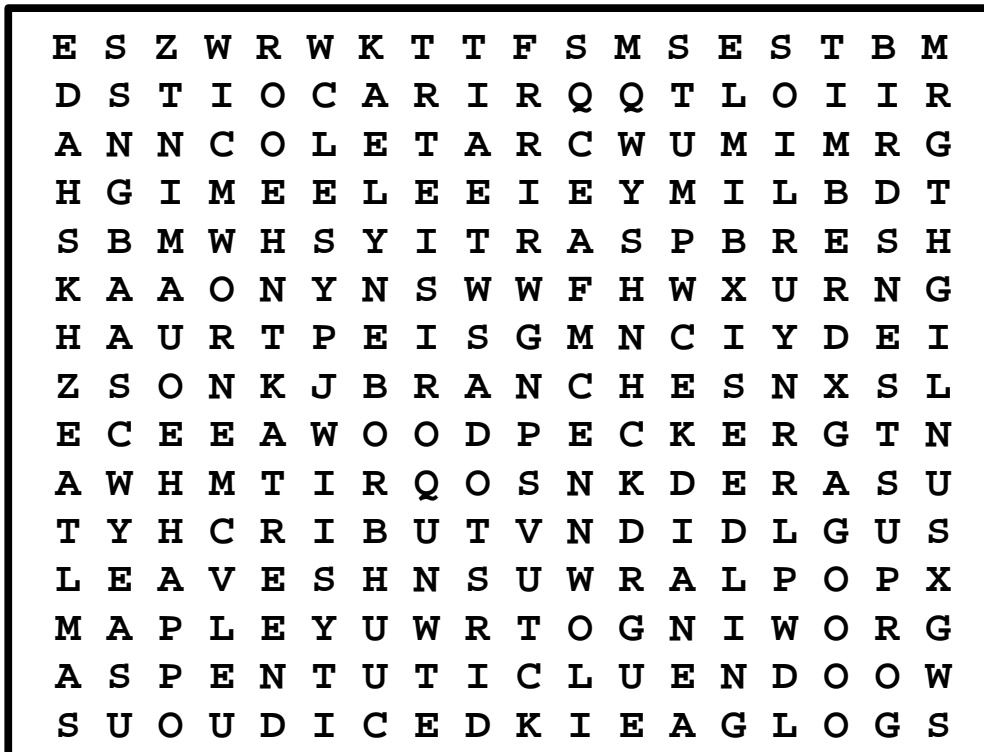 E S Z W R W K T T F S M S E S T B M
D S T I O C A R I R Q Q T L O I I R
A N N C O L E T A R C W U M I M R G
H G I M E E L E E I E Y M I L B D T
S B M W H S Y I T R A S P B R E S H
K A A O N Y N S W W F H W X U R N G
H A U R T P E I S G M N C I Y D E I
Z S O N K J B R A N C H E S N X S L
E C E E A W O O D P E C K E R G T N
A W H M T I R Q O S N K D E R A S U
T Y H C R I B U T V N D I D L G U S
L E A V E S H N S U W R A L P O P X
M A P L E Y U W R T O G N I W O R G
A S P E N T U T I C L U E N D O O W
S U O U D I C E D K I E A G L O G S